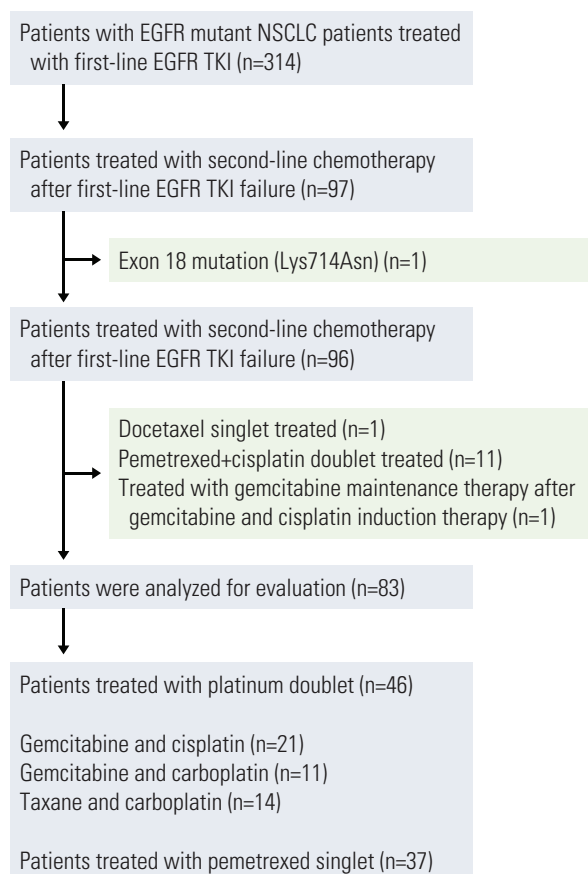 Patients with EGFR mutant NSCLC patients treated
with first-line EGFR TKI (n=314)
Patients treated with second-line chemotherapy
after first-line EGFR TKI failure (n=97)
Exon 18 mutation (Lys714Asn) (n=1)
Patients treated with second-line chemotherapy
after first-line EGFR TKI failure (n=96)
Docetaxel singlet treated (n=1)
Pemetrexed+cisplatin doublet treated (n=11)
Treated with gemcitabine maintenance therapy after
gemcitabine and cisplatin induction therapy (n=1)
Patients were analyzed for evaluation (n=83)
Patients treated with platinum doublet (n=46)
Gemcitabine and cisplatin (n=21)
Gemcitabine and carboplatin (n=11)
Taxane and carboplatin (n=14)
Patients treated with pemetrexed singlet (n=37)